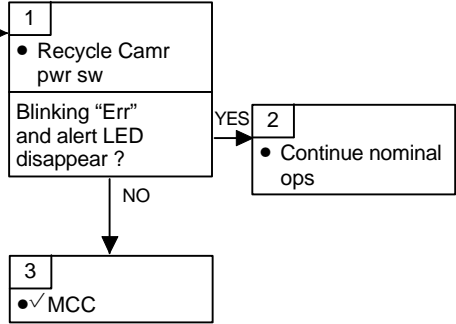 1
• Recycle Camr
pwr sw
Blinking “Err”
and alert LED
disappear ?
YES
2
• Continue nominal
ops
NO
3
•√ MCC